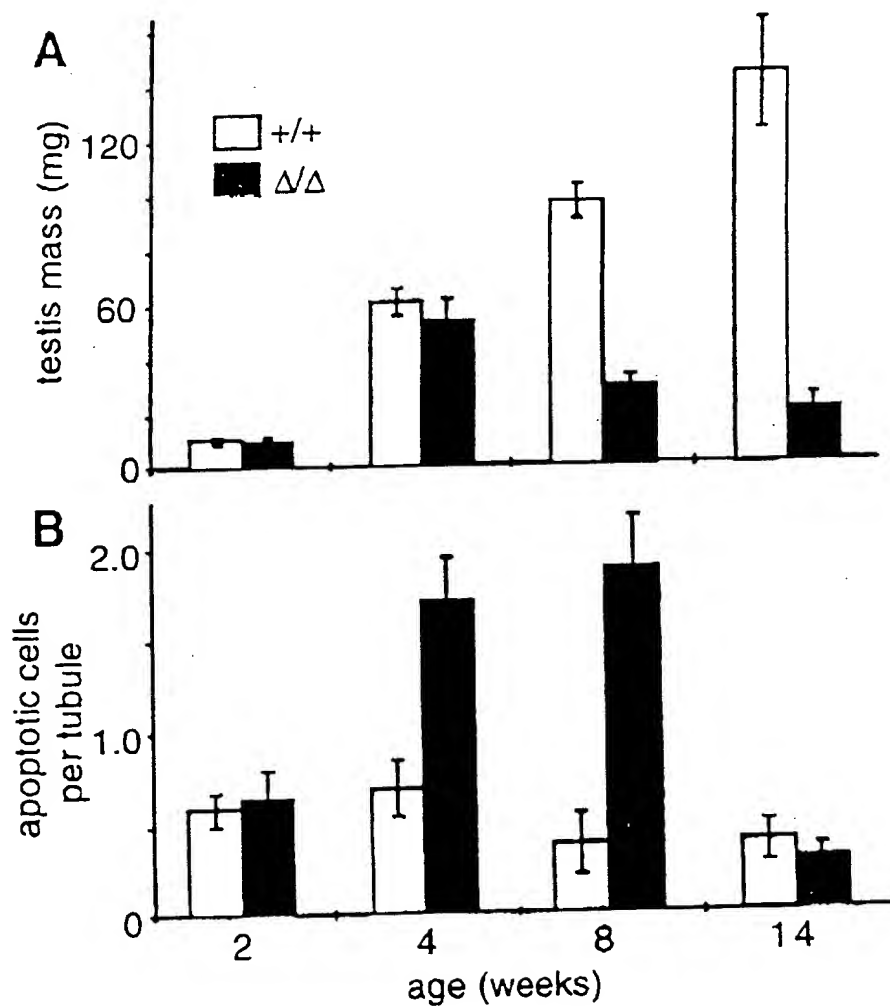 A
+/+
Δ/Δ
testis mass (mg)
120
60
0
B
apoptotic cells
per tubule
2.0
1.0
0
2 4 8 14
age (weeks)